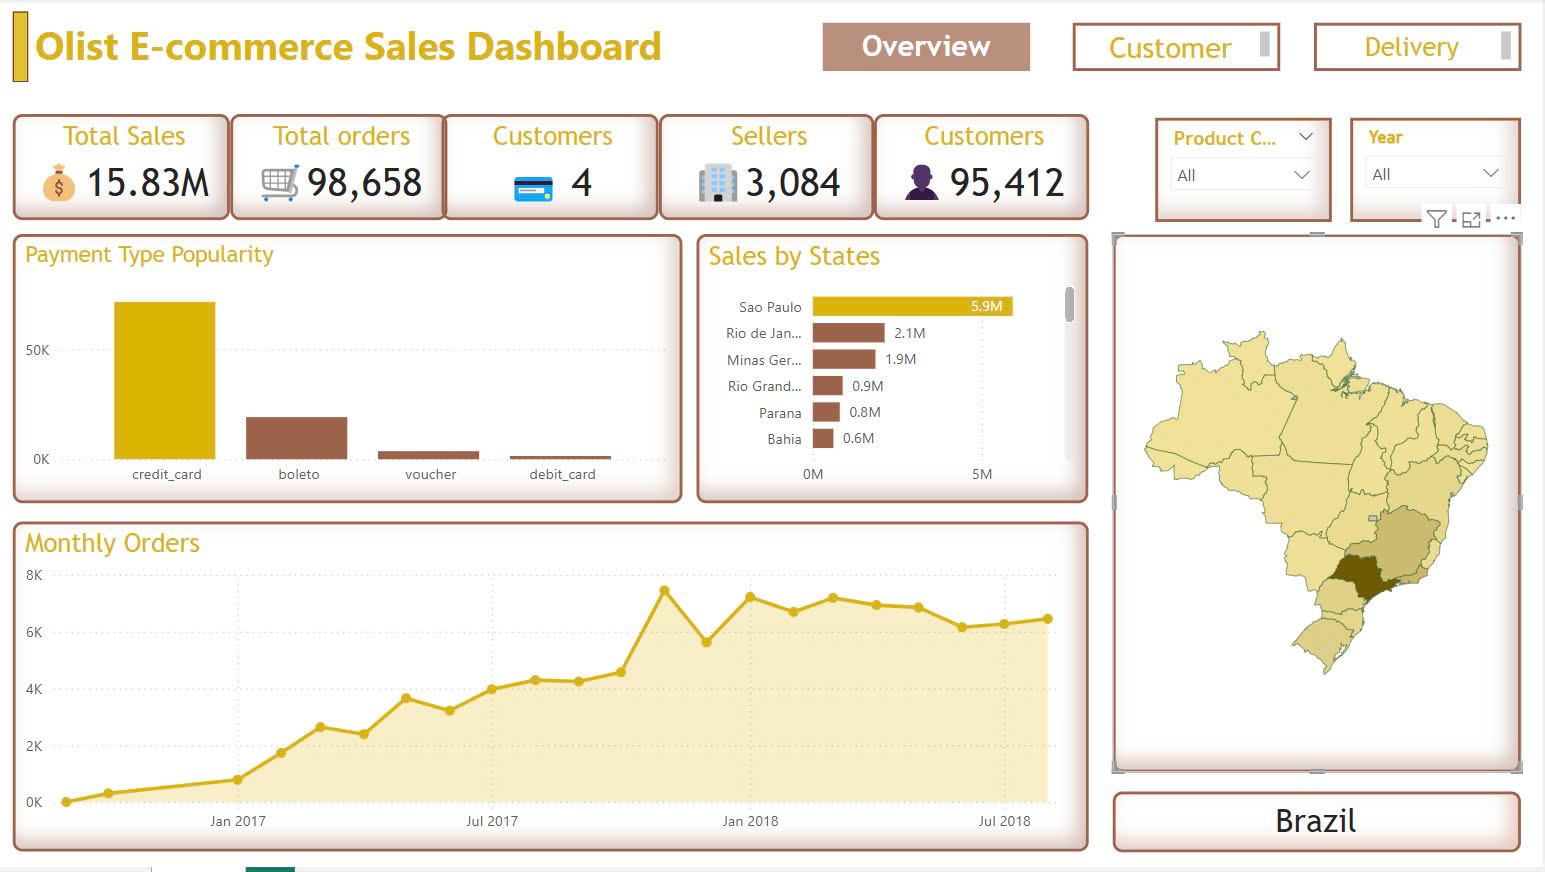 Olist E-commerce Sales Dashboard
Overview
Customer
Delivery
Total Sales
15.83M
Total orders
98,658
Customers
4
Sellers
3,084
Customers
95,412
Product C...
All
Year
All
Payment Type Popularity
50K
0K
credit_card
boleto
voucher
debit_card
Sales by States
Sao Paulo
5.9M
Rio de Jan...
2.1M
Minas Ger...
1.9M
Rio Grand...
0.9M
Parana
0.8M
Bahia
0.6M
0M
5M
Monthly Orders
8K
6K
4K
2K
0K
Jan 2017
Jul 2017
Jan 2018
Jul 2018
Brazil